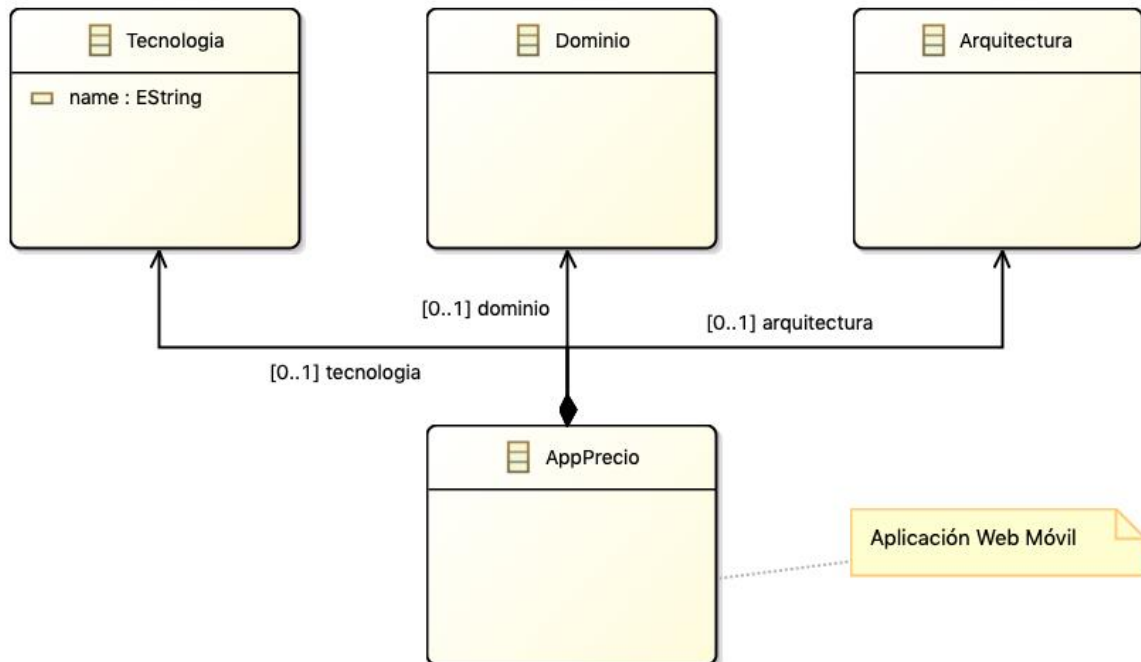 Tecnologia
Dominio
Arquitectura
name : EString
[0..1] dominio
[0..1] arquitectura
[0..1] tecnologia
AppPrecio
Aplicación Web Móvil